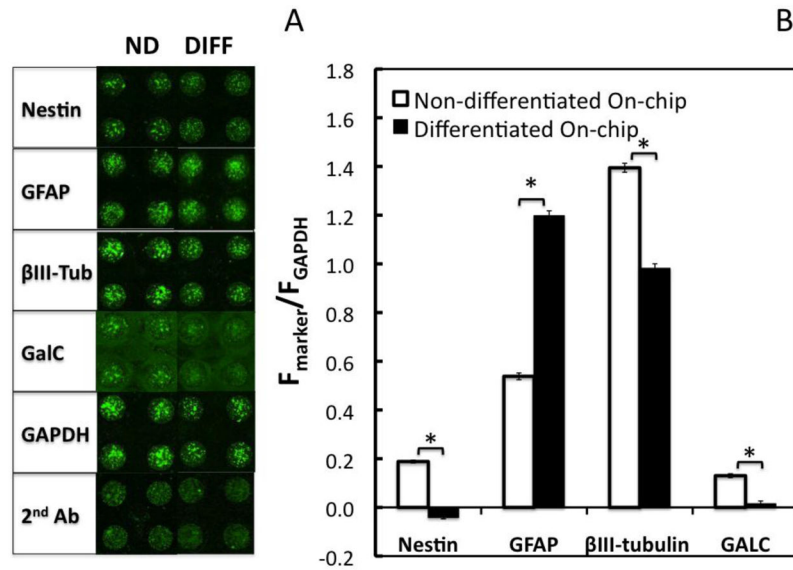 A
B
ND DIFF
Nestin
GFAP
βIII-Tub
GalC
GAPDH
2nd Ab
F marker/F GAPDH
1.8
1.6
1.4
1.2
1.0
0.8
0.6
0.4
0.2
0.0
-0.2
Non-differentiated On-chip
Differentiated On-chip
*
*
*
*
Nestin GFAP βIII-tubulin GALC